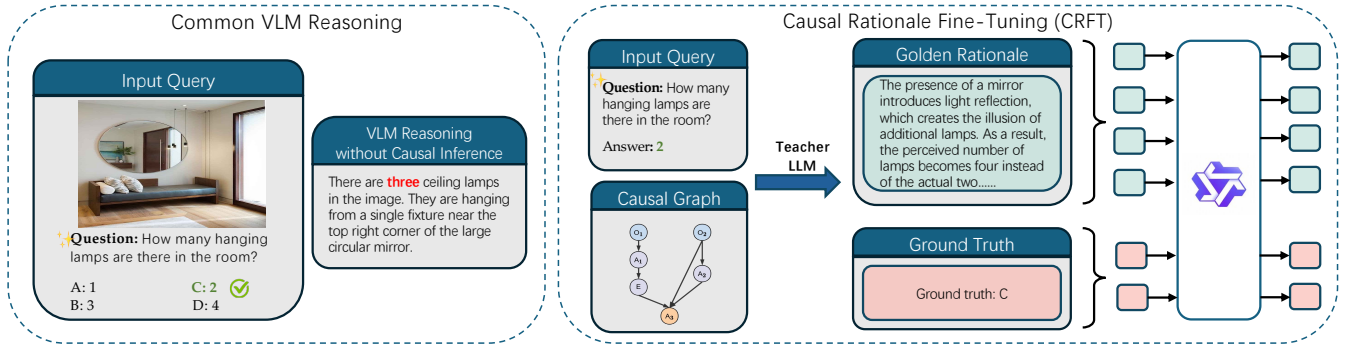 Common VLM Reasoning
Input Query
Question: How many hanging
lamps are there in the room?
A: 1
C: 2
B: 3
D: 4
VLM Reasoning
without Causal Inference
There are three ceiling lamps
in the image. They are hanging
from a single fixture near the
top right corner of the large
circular mirror.
Causal Rationale Fine-Tuning (CRFT)
Input Query
Question: How many
hanging lamps are
there in the room?
Answer: 2
Causal Graph
O₁
O₂
A₁
A₂
E
A₃
Teacher
LLM
Golden Rationale
The presence of a mirror
introduces light reflection,
which creates the illusion of
additional lamps. As a result,
the perceived number of
lamps becomes four instead
of the actual two......
Ground Truth
Ground truth: C